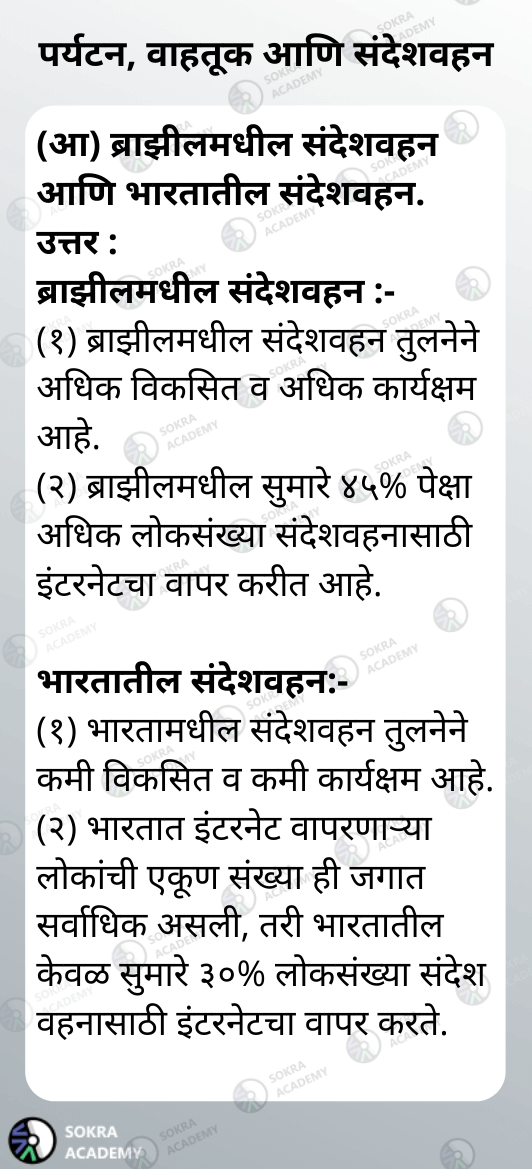 पर्यटन, वाहतूक आणि संदेशवहन
(आ) ब्राझीलमधील संदेशवहन
आणि भारतातील संदेशवहन.
उत्तर :
ब्राझीलमधील संदेशवहन :-
(१) ब्राझीलमधील संदेशवहन तुलनेने
अधिक विकसित व अधिक कार्यक्षम
आहे.
(२) ब्राझीलमधील सुमारे ४५% पेक्षा
अधिक लोकसंख्या संदेशवहनासाठी
इंटरनेटचा वापर करीत आहे.
भारतातील संदेशवहन:-
(१) भारतामधील संदेशवहन तुलनेने
कमी विकसित व कमी कार्यक्षम आहे.
(२) भारतात इंटरनेट वापरणाऱ्या
लोकांची एकूण संख्या ही जगात
सर्वाधिक असली, तरी भारतातील
केवळ सुमारे ३०% लोकसंख्या संदेश
वहनासाठी इंटरनेटचा वापर करते.
SOKRA
ACADEMY